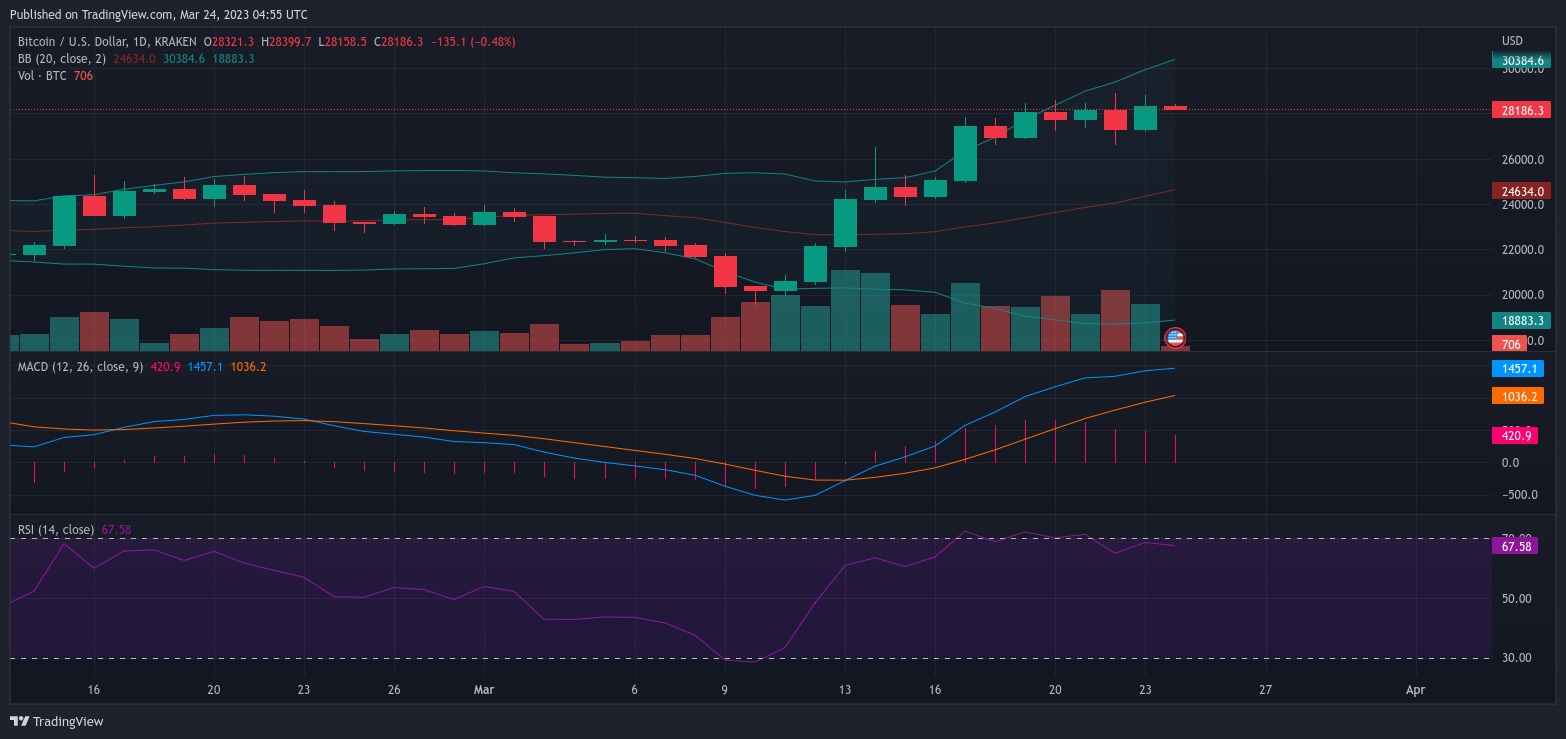 Published on TradingView.com, Mar 24, 2023 04:55 UTC
Bitcoin / U.S. Dollar, 1D, KRAKEN O28321.3 H28399.7 L28158.5 C28186.3 −135.1 (−0.48%)
BB (20, close, 2) 24634.0 30384.6 18883.3
Vol · BTC 706
USD
30384.6
30000.0
28186.3
26000.0
24634.0
24000.0
22000.0
20000.0
18883.3
706
MACD (12, 26, close, 9) 420.9 1457.1 1036.2
1457.1
1036.2
420.9
0.0
−500.0
RSI (14, close) 67.58
70.00
67.58
50.00
30.00
16 20 23 26 Mar 6 9 13 16 20 23 27 Apr
TradingView